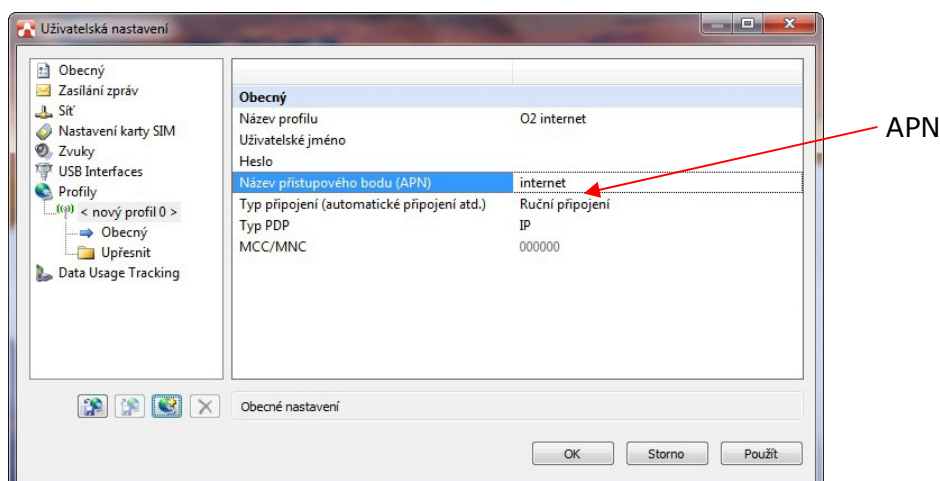 Uživatelská nastavení
Obecný
Zasílání zpráv
Síť
Nastavení karty SIM
Zvuky
USB Interfaces
Profily
< nový profil 0 >
Obecný
Upřesnit
Data Usage Tracking
Obecný
Název profilu O2 internet
Uživatelské jméno
Heslo
Název přístupového bodu (APN) internet
Typ připojení (automatické připojení atd.) Ruční připojení
Typ PDP IP
MCC/MNC 000000
APN
Obecné nastavení
OK Storno Použít